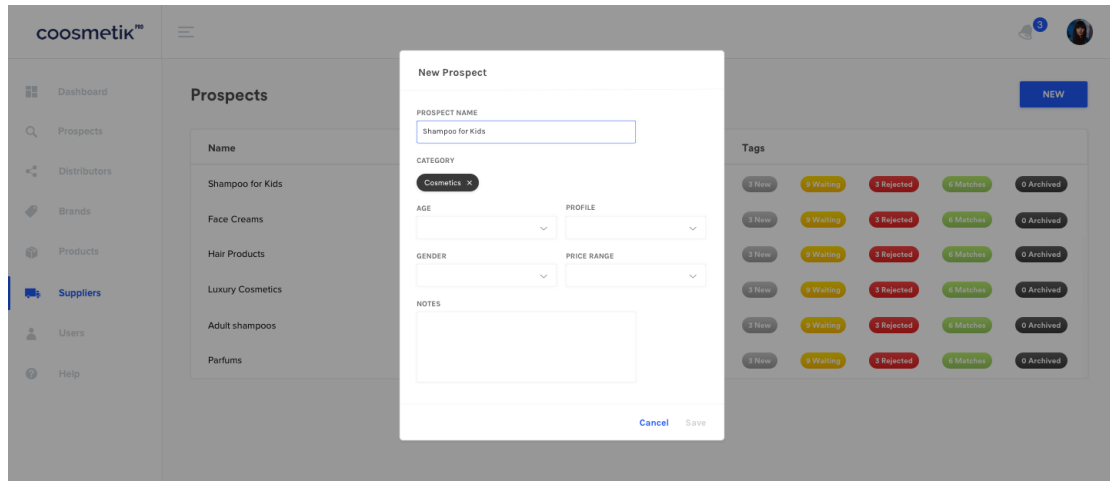 coosmetiK PRO
3
Dashboard
Prospects
Distributors
Brands
Products
Suppliers
Users
Help
Prospects
NEW
Name
Tags
Shampoo for Kids
3 New
9 Waiting
3 Rejected
6 Matches
0 Archived
Face Creams
3 New
9 Waiting
3 Rejected
6 Matches
0 Archived
Hair Products
3 New
9 Waiting
3 Rejected
6 Matches
0 Archived
Luxury Cosmetics
3 New
9 Waiting
3 Rejected
6 Matches
0 Archived
Adult shampoos
3 New
9 Waiting
3 Rejected
6 Matches
0 Archived
Parfums
3 New
9 Waiting
3 Rejected
6 Matches
0 Archived
New Prospect
PROSPECT NAME
Shampoo for Kids
CATEGORY
Cosmetics ×
AGE
PROFILE
GENDER
PRICE RANGE
NOTES
Cancel
Save